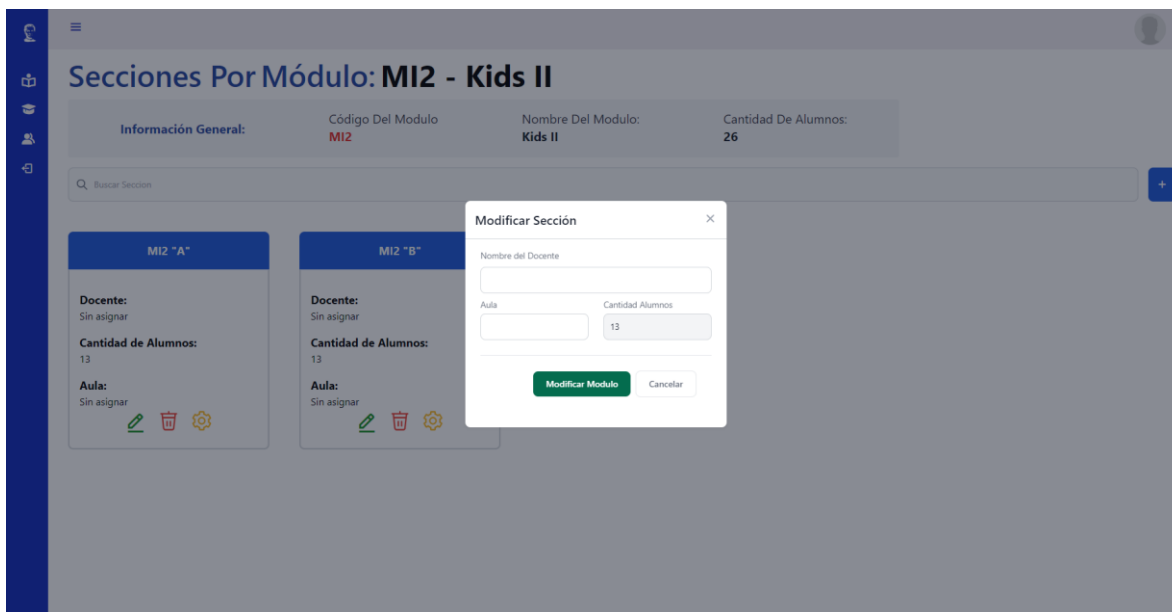 Secciones Por Módulo: MI2 - Kids II
Información General:
Código Del Modulo
MI2
Nombre Del Modulo:
Kids II
Cantidad De Alumnos:
26
Buscar Seccion
+
MI2 "A"
Docente:
Sin asignar
Cantidad de Alumnos:
13
Aula:
Sin asignar
MI2 "B"
Docente:
Sin asignar
Cantidad de Alumnos:
13
Aula:
Sin asignar
Modificar Sección
Nombre del Docente
Aula
Cantidad Alumnos
13
Modificar Modulo
Cancelar